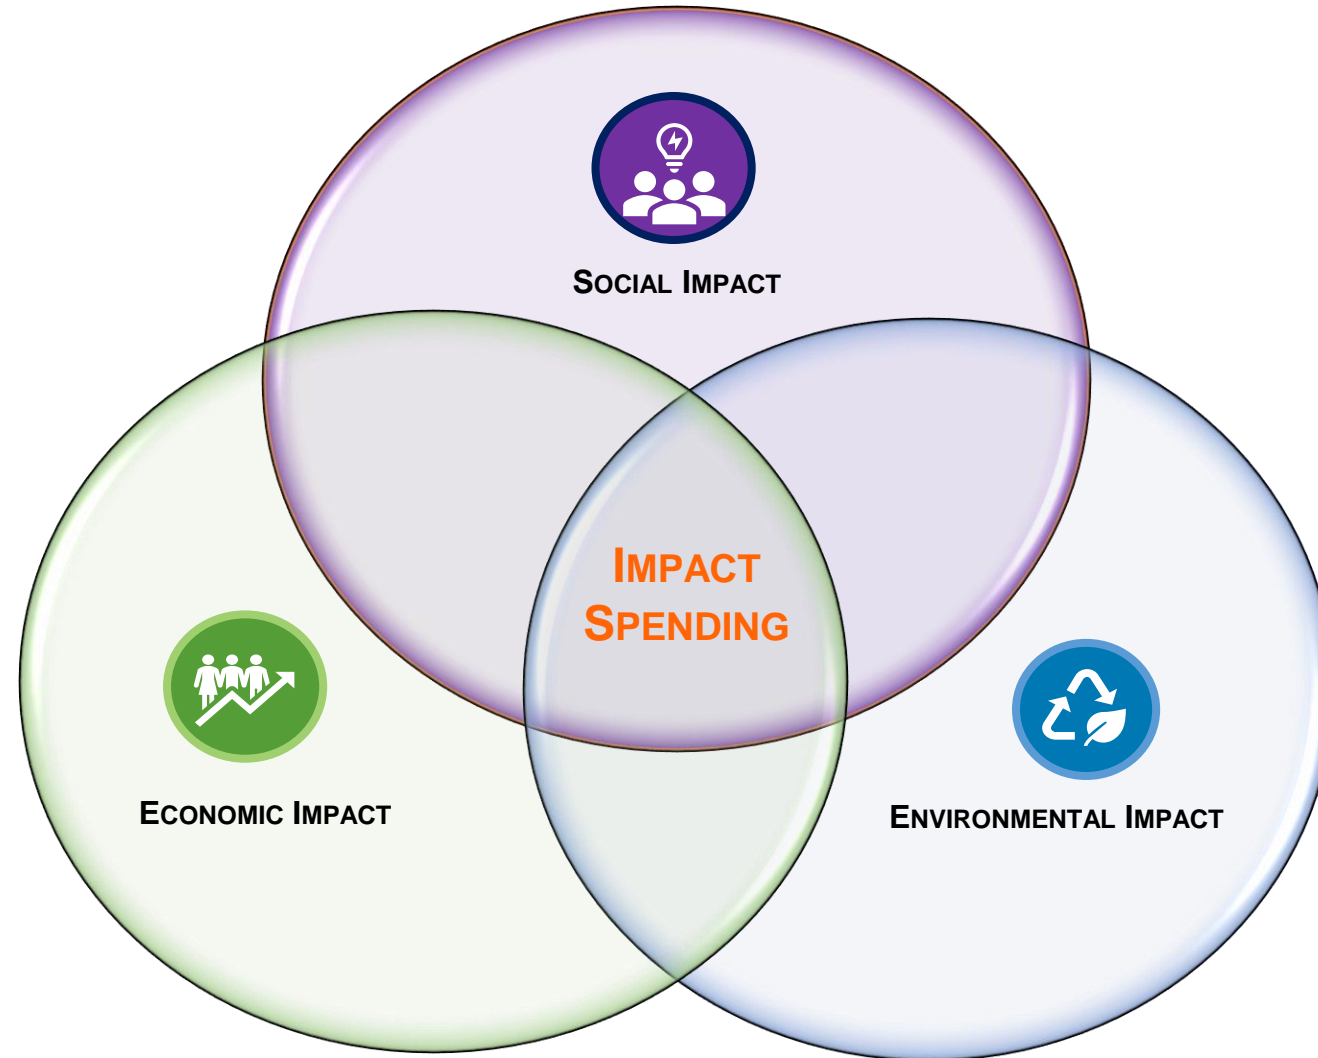 Social Impact
Impact
Spending
Economic Impact
Environmental Impact